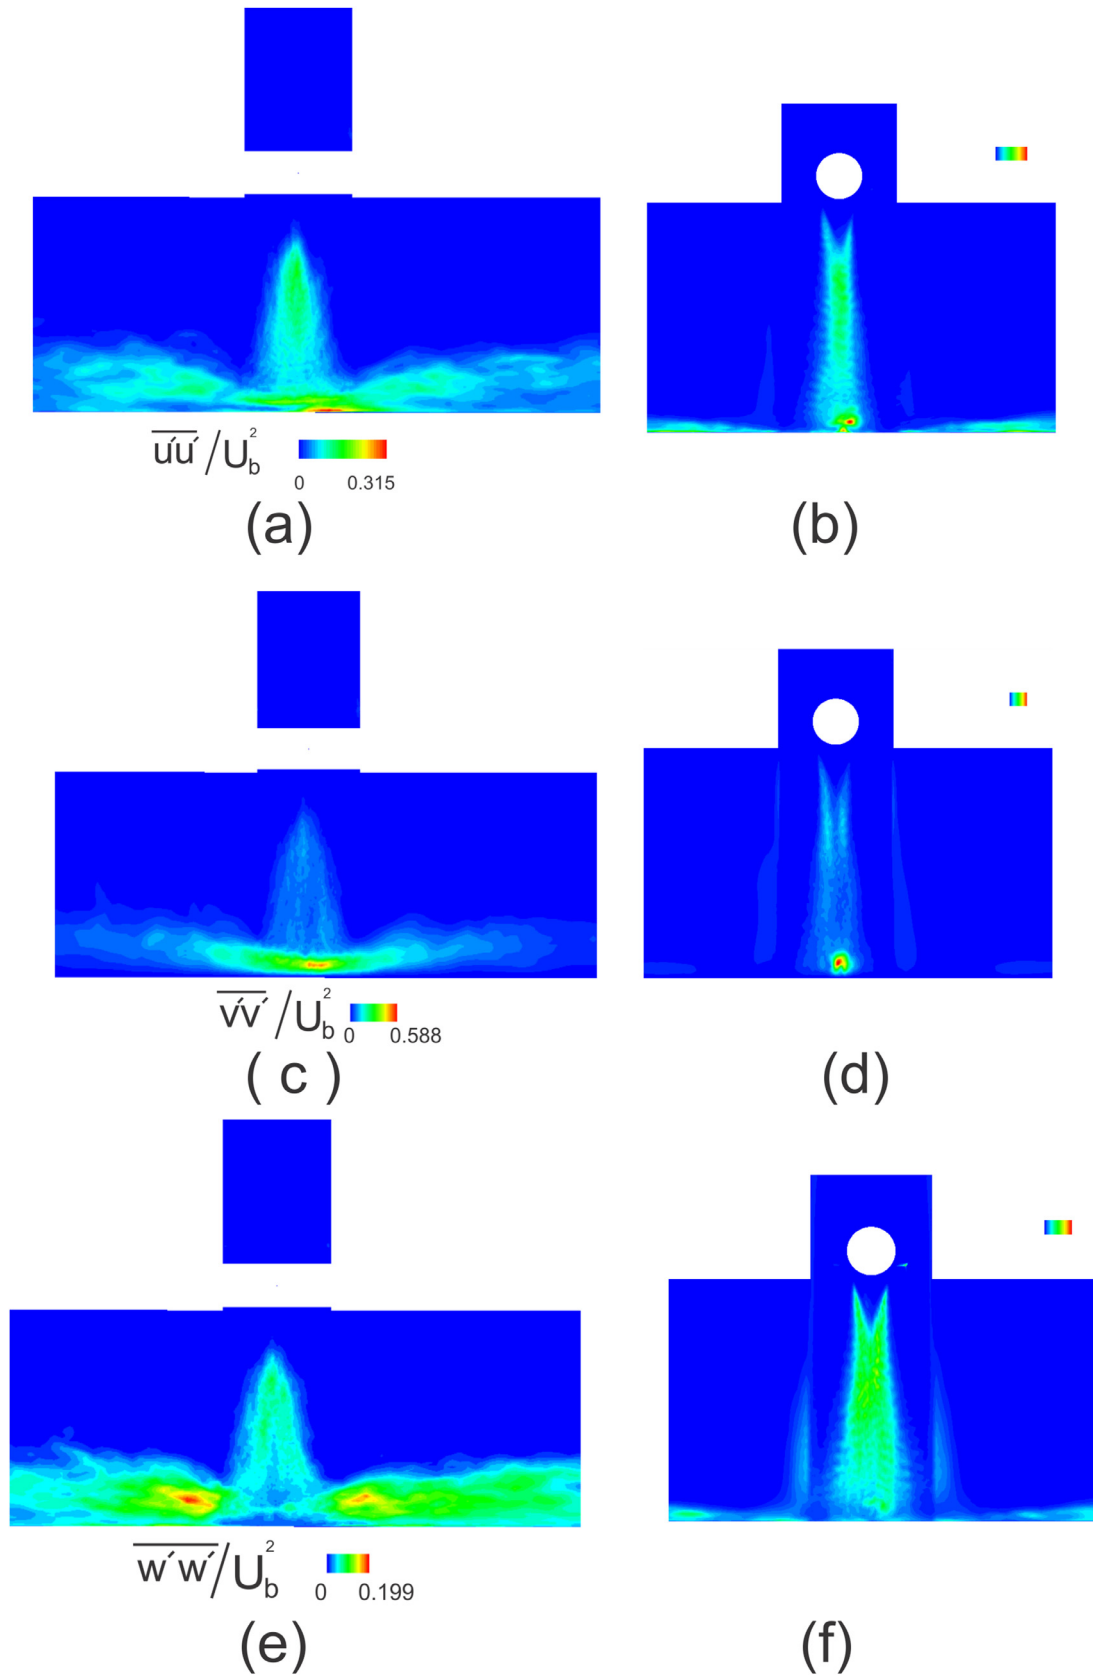 u′u′ / U_b^2
0 0.315
(a) (b)
v′v′ / U_b^2
0 0.588
( c ) (d)
w′ w′ / U_b^2
0 0.199
(e) (f)